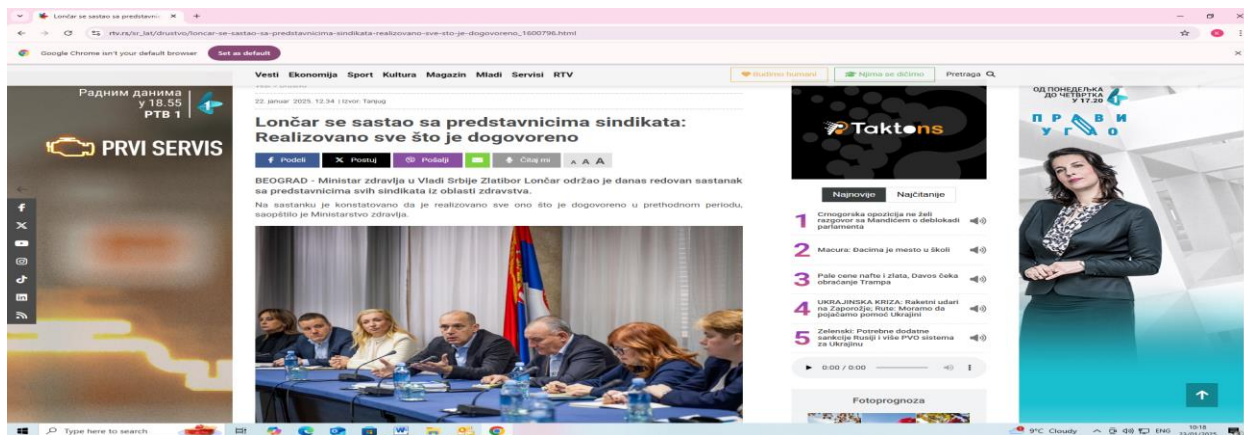 Lončar se sastao sa predstavnic
rtv.rs/sr_lat/drustvo/loncar-se-sastao-sa-predstavnicima-sindikata-realizovano-sve-sto-je-dogovoreno_1600796.html
Google Chrome isn't your default browser
Set as default
Vesti Ekonomija Sport Kultura Magazin Mladi Servisi RTV
Budimo humani
Njima se dičimo
Pretraga
Радним данима
у 18.55
РТВ 1
PRVI SERVIS
22. januar 2025. 12.34 | Izvor: Tanjug
Lončar se sastao sa predstavnicima sindikata:
Realizovano sve što je dogovoreno
Podeli
Postuj
Pošalji
Čitaj mi
A A A
BEOGRAD - Ministar zdravlja u Vladi Srbije Zlatibor Lončar održao je danas redovan sastanak
sa predstavnicima svih sindikata iz oblasti zdravstva.
Na sastanku je konstatovano da je realizovano sve ono što je dogovoreno u prethodnom periodu,
saopštilo je Ministarstvo zdravlja.
Taktons
Najnovije Najčitanije
1 Crnogorska opozicija ne želi
razgovor sa Mandićem o deblokadi
parlamenta
2 Macura: Đacima je mesto u školi
3 Pale cene nafte i zlata, Davos čeka
obraćanje Trampa
4 UKRAJINSKA KRIZA: Raketni udari
na Zaporožje; Rute: Moramo da
pojačamo pomoć Ukrajini
5 Zelenski: Potrebne dodatne
sankcije Rusiji i više PVO sistema
za Ukrajinu
0:00 / 0:00
Fotoprognoza
ОД ПОНЕДЕЉКА
ДО ЧЕТВРТКА
У 17.20
ПРАВИ
УГАО
Type here to search
9°C Cloudy
ENG
10:18
23/01/2025